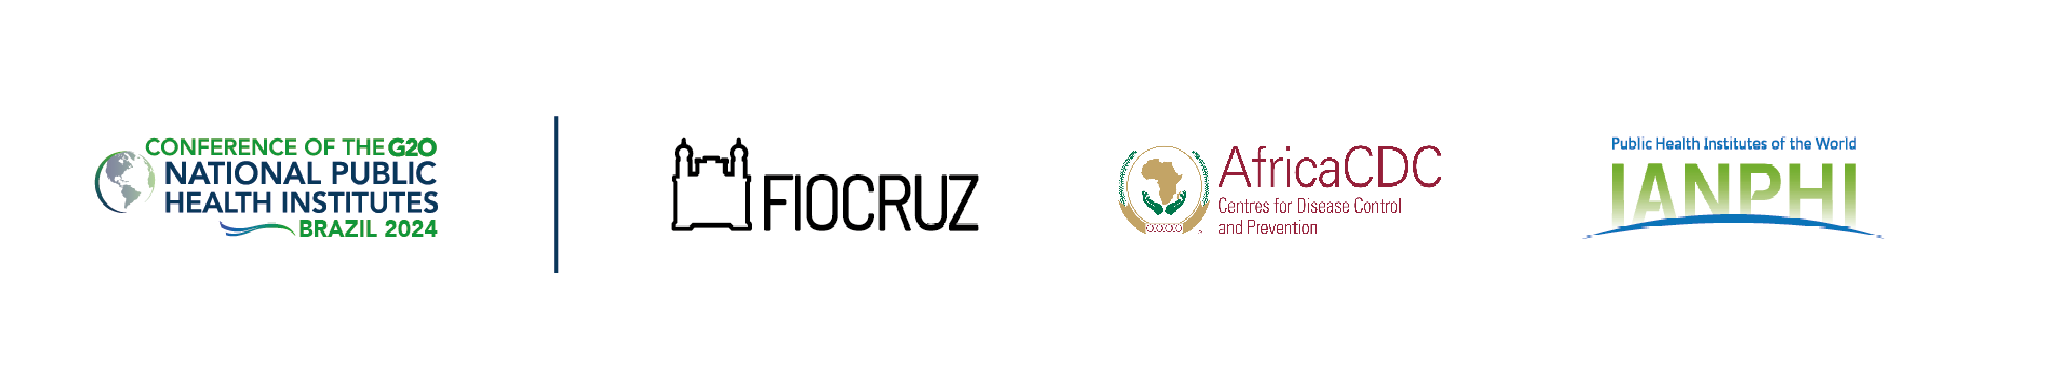 CONFERENCE OF THE G20
NATIONAL PUBLIC
HEALTH INSTITUTES
BRAZIL 2024
FIOCRUZ
AfricaCDC
Centres for Disease Control
and Prevention
Public Health Institutes of the World
IANPHI